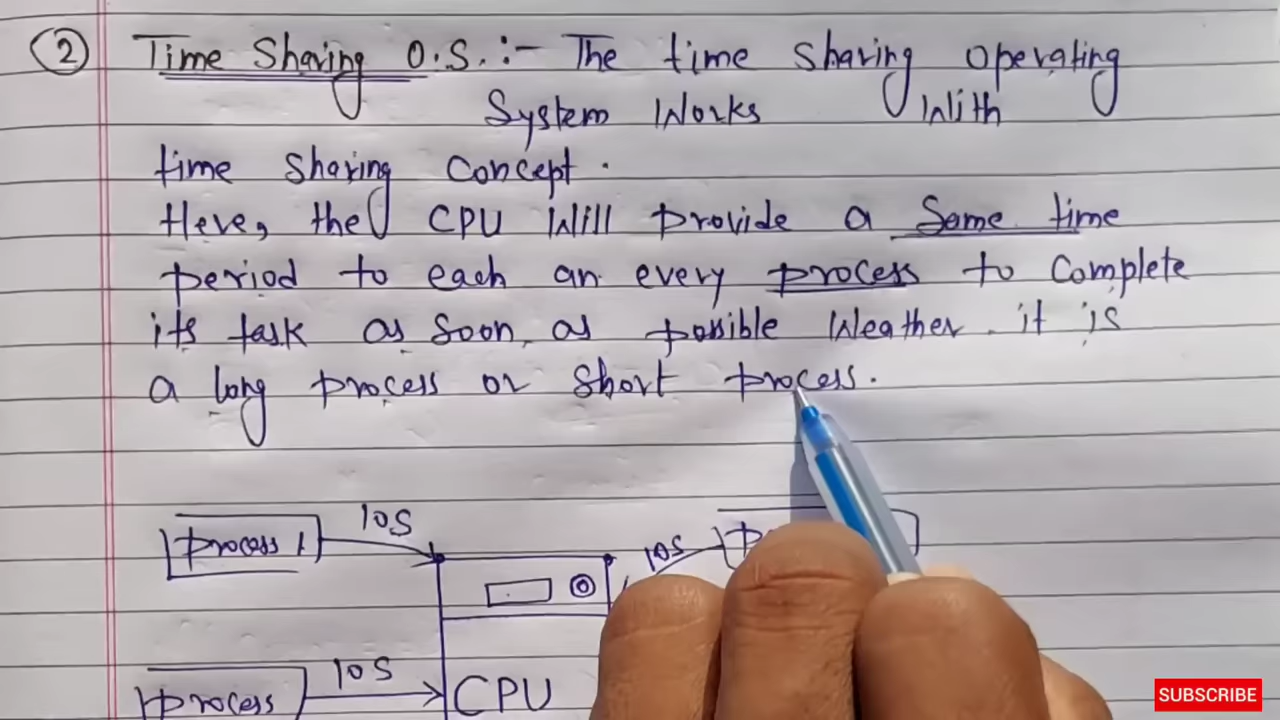 2 Time Sharing O.S. :- The time sharing operating
System Works With
time sharing Concept.
Here, the CPU Will provide a Same time
period to each an every process to Complete
its task as soon as possible Weather it is
a long process or Short process.
process 1 10S 10S
process 10S CPU
SUBSCRIBE